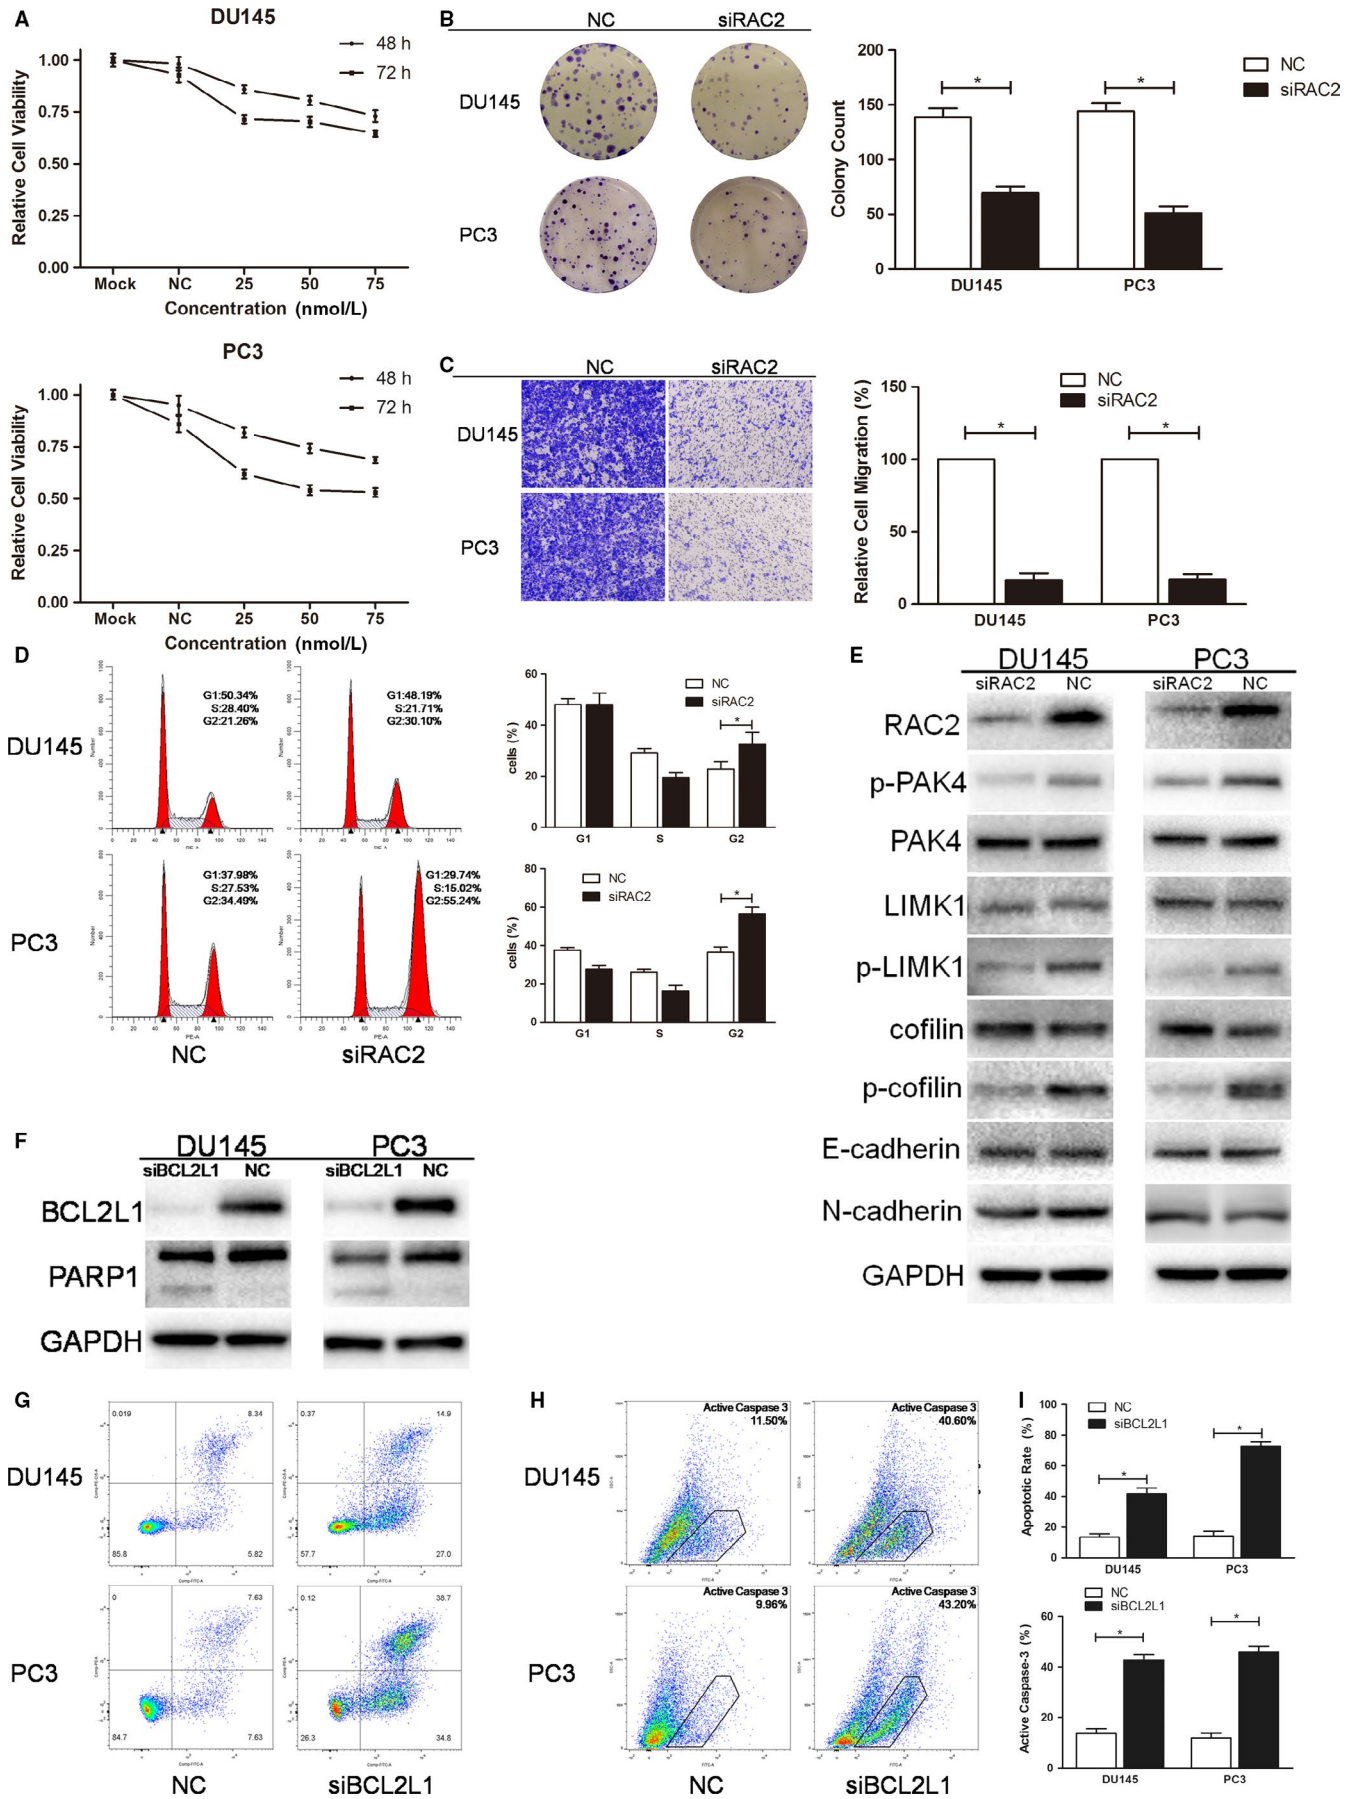 A
DU145
48 h
72 h
Relative Cell Viability
1.00
0.75
0.50
0.25
0.00
Mock NC 25 50 75
Concentration (nmol/L)
PC3
48 h
72 h
Relative Cell Viability
1.00
0.75
0.50
0.25
0.00
Mock NC 25 50 75
Concentration (nmol/L)
B
NC siRAC2
DU145
PC3
Colony Count
200
150
100
50
0
* *
NC
siRAC2
DU145 PC3
C
NC siRAC2
DU145
PC3
Relative Cell Migration (%)
150
100
50
0
NC
siRAC2
* *
DU145 PC3
D
DU145
G1:50.34%
S:28.40%
G2:21.26%
G1:48.19%
S:21.71%
G2:30.10%
PC3
G1:37.98%
S:27.53%
G2:34.49%
G1:29.74%
S:15.02%
G2:55.24%
Number
PE-A
NC siRAC2
cells (%)
60
40
20
0
NC
siRAC2
*
G1 S G2
cells (%)
80
60
40
20
0
NC
siRAC2
*
G1 S G2
E
DU145 PC3
siRAC2 NC siRAC2 NC
RAC2
p-PAK4
PAK4
LIMK1
p-LIMK1
cofilin
p-cofilin
E-cadherin
N-cadherin
GAPDH
F
DU145 PC3
siBCL2L1 NC siBCL2L1 NC
BCL2L1
PARP1
GAPDH
G
DU145
0.019 8.34
85.8 5.82
0.37 14.9
57.7 27.0
PC3
0 7.63
84.7 7.63
0.12 38.7
26.3 34.8
NC siBCL2L1
H
DU145
Active Caspase 3
11.50%
Active Caspase 3
40.60%
PC3
Active Caspase 3
9.96%
Active Caspase 3
43.20%
NC siBCL2L1
I
Apoptotic Rate (%)
100
80
60
40
20
0
NC
siBCL2L1
* *
DU145 PC3
Active Caspase-3 (%)
60
40
20
0
NC
siBCL2L1
* *
DU145 PC3